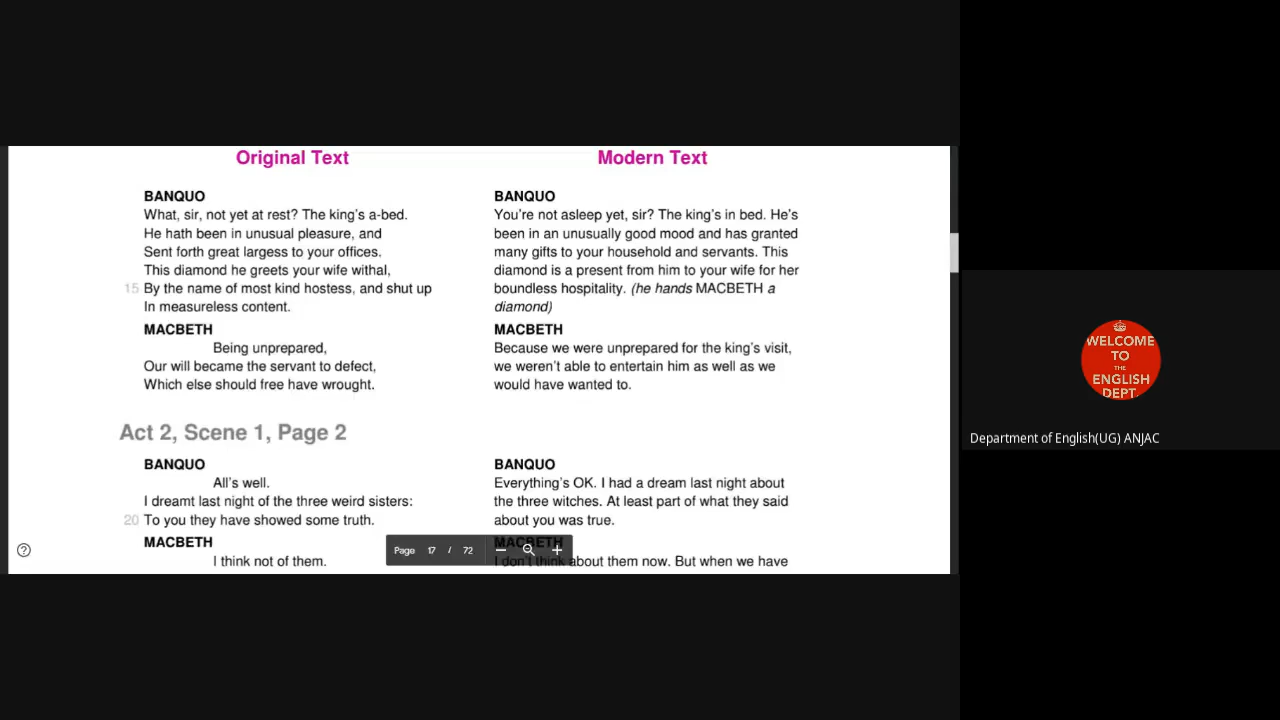 Original Text
BANQUO
What, sir, not yet at rest? The king's a-bed.
He hath been in unusual pleasure, and
Sent forth great largess to your offices.
This diamond he greets your wife withal,
15 By the name of most kind hostess, and shut up
In measureless content.
MACBETH
Being unprepared,
Our will became the servant to defect,
Which else should free have wrought.
Modern Text
BANQUO
You're not asleep yet, sir? The king's in bed. He's
been in an unusually good mood and has granted
many gifts to your household and servants. This
diamond is a present from him to your wife for her
boundless hospitality. (he hands MACBETH a
diamond)
MACBETH
Because we were unprepared for the king's visit,
we weren't able to entertain him as well as we
would have wanted to.
Act 2, Scene 1, Page 2
BANQUO
All's well.
I dreamt last night of the three weird sisters:
20 To you they have showed some truth.
MACBETH
I think not of them.
BANQUO
Everything's OK. I had a dream last night about
the three witches. At least part of what they said
about you was true.
MACBETH
I don't think about them now. But when we have
Page 17 / 72
WELCOME
TO
THE
ENGLISH
DEPT.
Department of English(UG) ANJAC